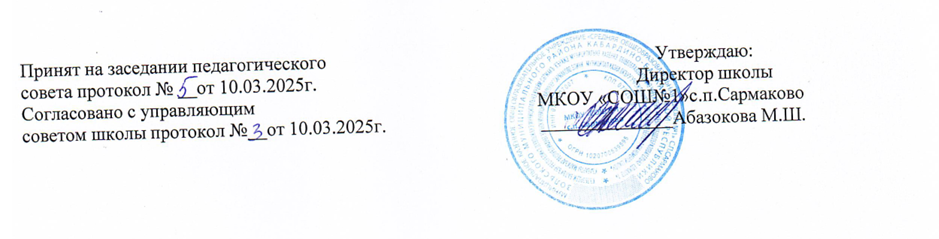 Принят на заседании педагогического
совета протокол № 5 от 10.03.2025г.
Согласовано с управляющим
советом школы протокол № 3 от 10.03.2025г.
Утверждаю:
Директор школы
МКОУ «СОШ№1»с.п.Сармаково
Абазокова М.Ш.